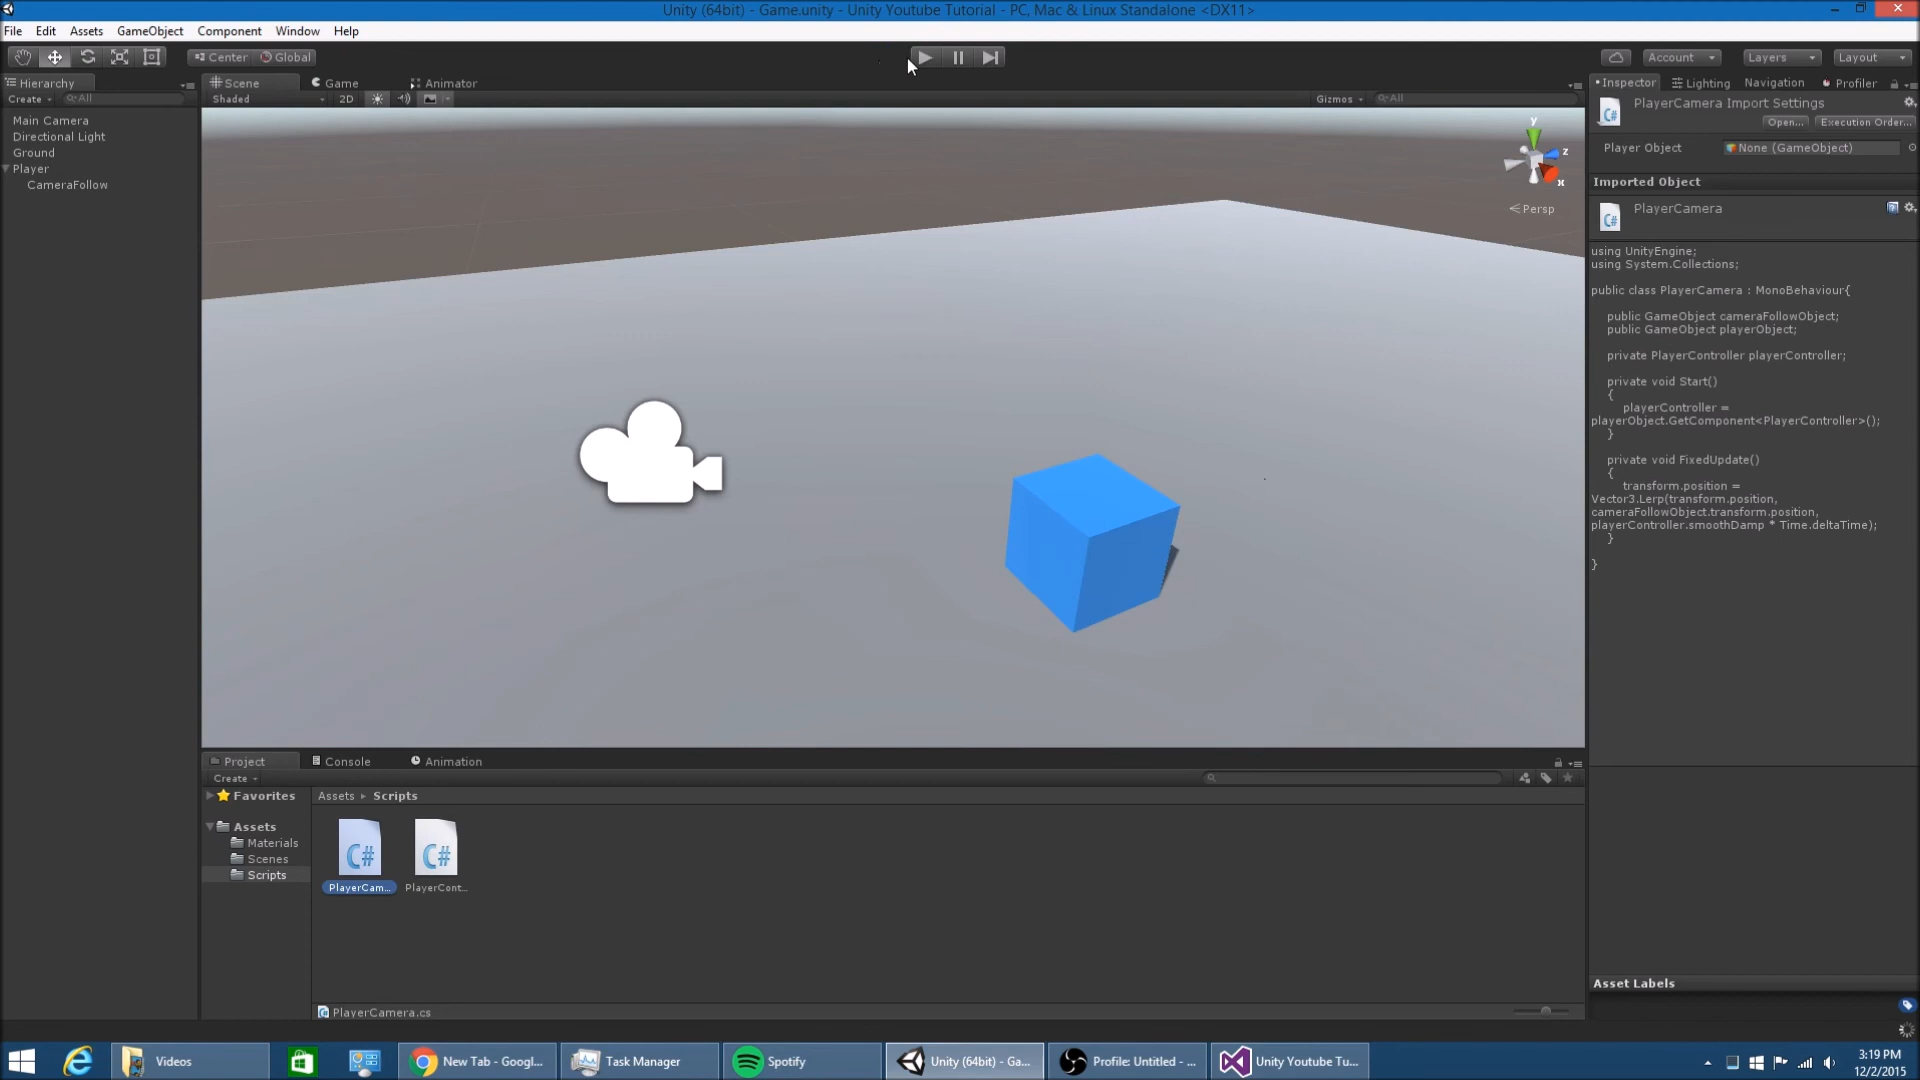 Unity (64bit) - Game.unity - Unity Youtube Tutorial - PC, Mac & Linux Standalone <DX11>
File Edit Assets GameObject Component Window Help
Center Global Account Layers Layout
Hierarchy
Create All
Main Camera
Directional Light
Ground
Player
CameraFollow
Scene Game Animator
Shaded 2D Gizmos All
y
z
x
Persp
Inspector Lighting Navigation Profiler
PlayerCamera Import Settings
Open... Execution Order...
Player Object None (GameObject)
Imported Object
C#
PlayerCamera
using UnityEngine;
using System.Collections;
public class PlayerCamera : MonoBehaviour{
public GameObject cameraFollowObject;
public GameObject playerObject;
private PlayerController playerController;
private void Start()
{
playerController =
playerObject.GetComponent<PlayerController>();
}
private void FixedUpdate()
{
transform.position =
Vector3.Lerp(transform.position,
cameraFollowObject.transform.position,
playerController.smoothDamp * Time.deltaTime);
}
}
Asset Labels
Project Console Animation
Create
Favorites
Assets
Materials
Scenes
Scripts
Assets Scripts
C# C#
PlayerCam... PlayerCont...
PlayerCamera.cs
Videos New Tab - Googl... Task Manager Spotify Unity (64bit) - Ga... Profile: Untitled - ... Unity Youtube Tu...
3:19 PM
12/2/2015